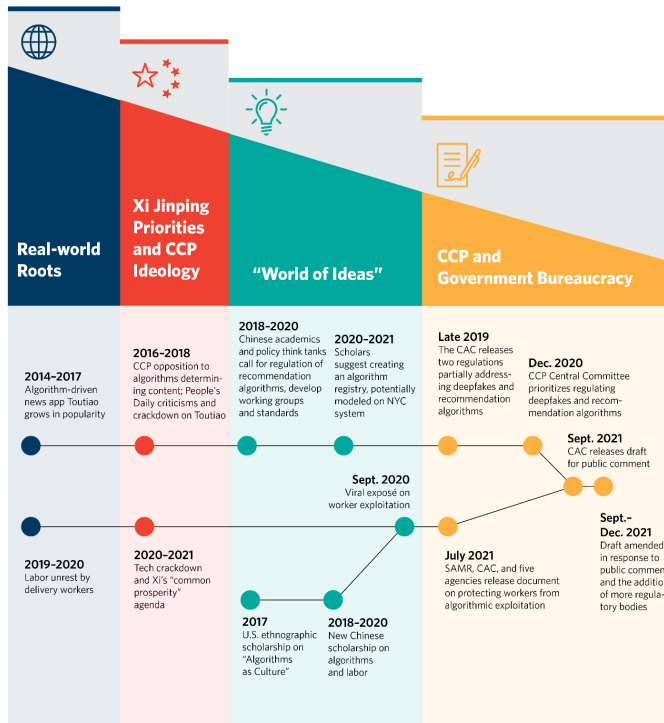 Real-world
Roots
Xi Jinping
Priorities
and CCP
Ideology
“World of Ideas”
CCP and
Government Bureaucracy
2014–2017
Algorithm-driven
news app Toutiao
grows in popularity
2016–2018
CCP opposition to
algorithms determin-
ing content; People’s
Daily criticisms and
crackdown on Toutiao
2018–2020
Chinese academics
and policy think tanks
call for regulation of
recommendation
algorithms, develop
working groups
and standards
2020–2021
Scholars
suggest creating
an algorithm
registry, potentially
modeled on NYC
system
Late 2019
The CAC releases
two regulations
partially address-
ing deepfakes and
recommendation
algorithms
Dec. 2020
CCP Central Committee
prioritizes regulating
deepfakes and recom-
mendation algorithms
Sept. 2021
CAC releases draft
for public comment
Sept. 2020
Viral exposé on
worker exploitation
Sept.–
Dec. 2021
Draft amended
in response to
public commen
and the additio
of more regula-
tory bodies
2019–2020
Labor unrest by
delivery workers
2020–2021
Tech crackdown
and Xi’s “common
prosperity”
agenda
July 2021
SAMR, CAC, and five
agencies release document
on protecting workers from
algorithmic exploitation
2017
U.S. ethnographic
scholarship on
“Algorithms
as Culture”
2018–2020
New Chinese
scholarship on
algorithms
and labor